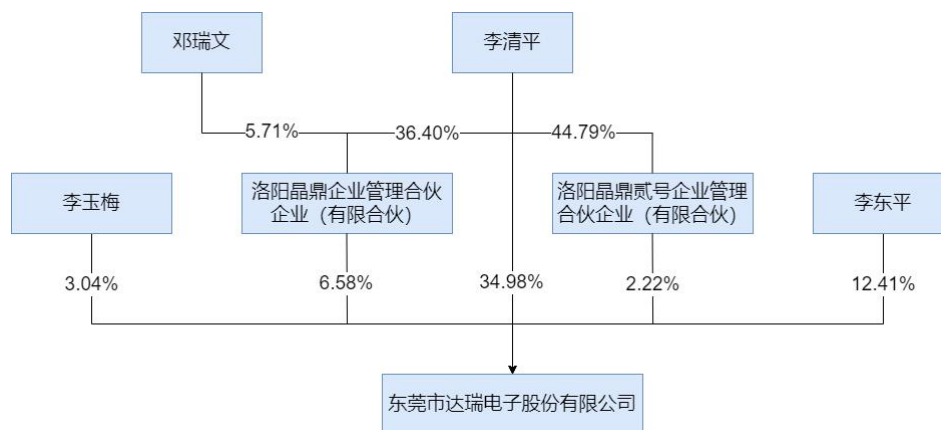 邓瑞文
李清平
5.71%
36.40%
44.79%
李玉梅
洛阳晶鼎企业管理合伙
企业（有限合伙）
洛阳晶鼎贰号企业管理
合伙企业（有限合伙）
李东平
3.04%
6.58%
34.98%
2.22%
12.41%
东莞市达瑞电子股份有限公司